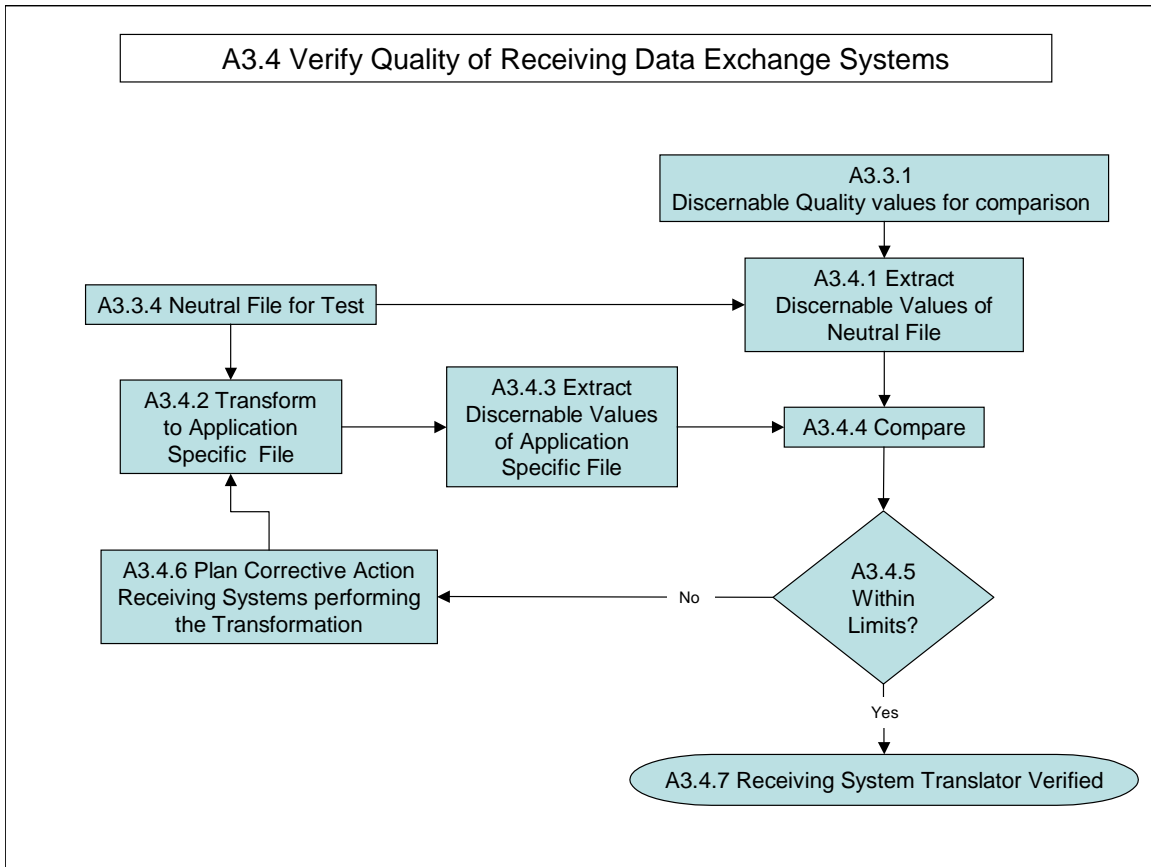 A3.4 Verify Quality of Receiving Data Exchange Systems
A3.3.1
Discernable Quality values for comparison
A3.3.4 Neutral File for Test
A3.4.1 Extract
Discernable Values of
Neutral File
A3.4.2 Transform
to Application
Specific File
A3.4.3 Extract
Discernable Values
of Application
Specific File
A3.4.4 Compare
A3.4.6 Plan Corrective Action
Receiving Systems performing
the Transformation
No
A3.4.5
Within
Limits?
Yes
A3.4.7 Receiving System Translator Verified